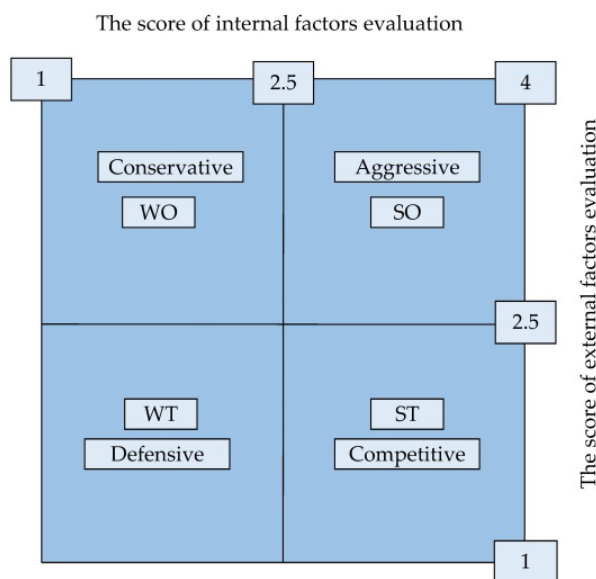 The score of internal factors evaluation
1
2.5
4
Conservative
Aggressive
WO
SO
2.5
The score of external factors evaluation
WT
ST
Defensive
Competitive
1